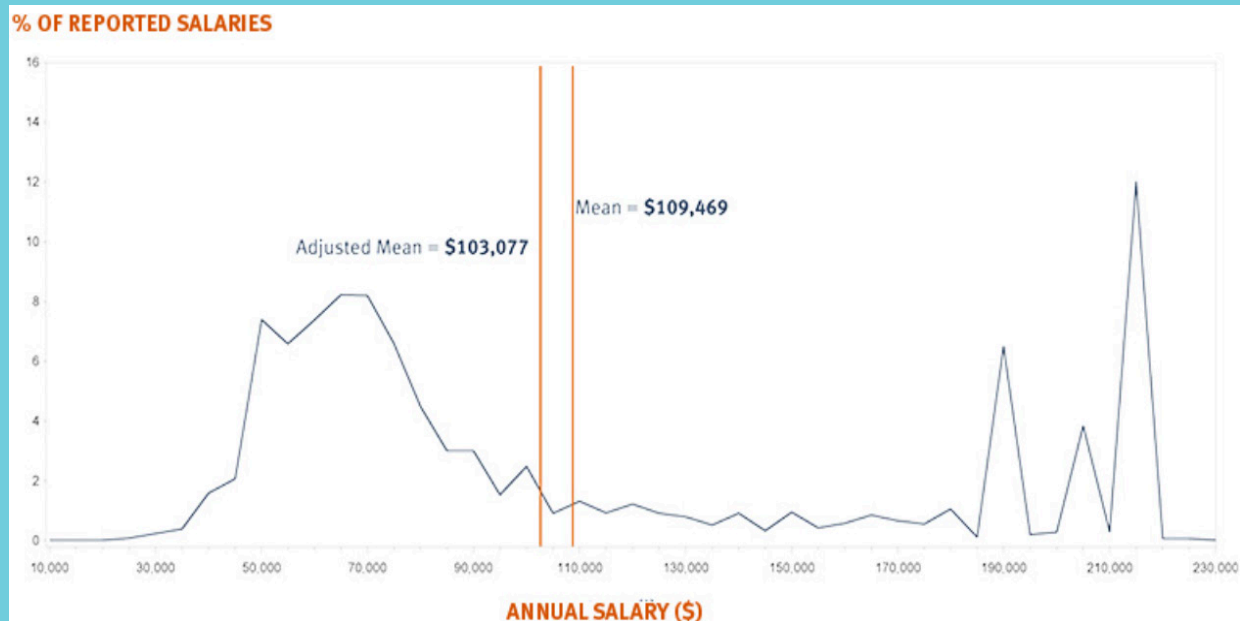 % OF REPORTED SALARIES
16
14
12
10
8
6
4
2
0
Mean = $109,469
Adjusted Mean = $103,077
10,000 30,000 50,000 70,000 90,000 110,000 130,000 150,000 170,000 190,000 210,000 230,000
ANNUAL SALARY ($)